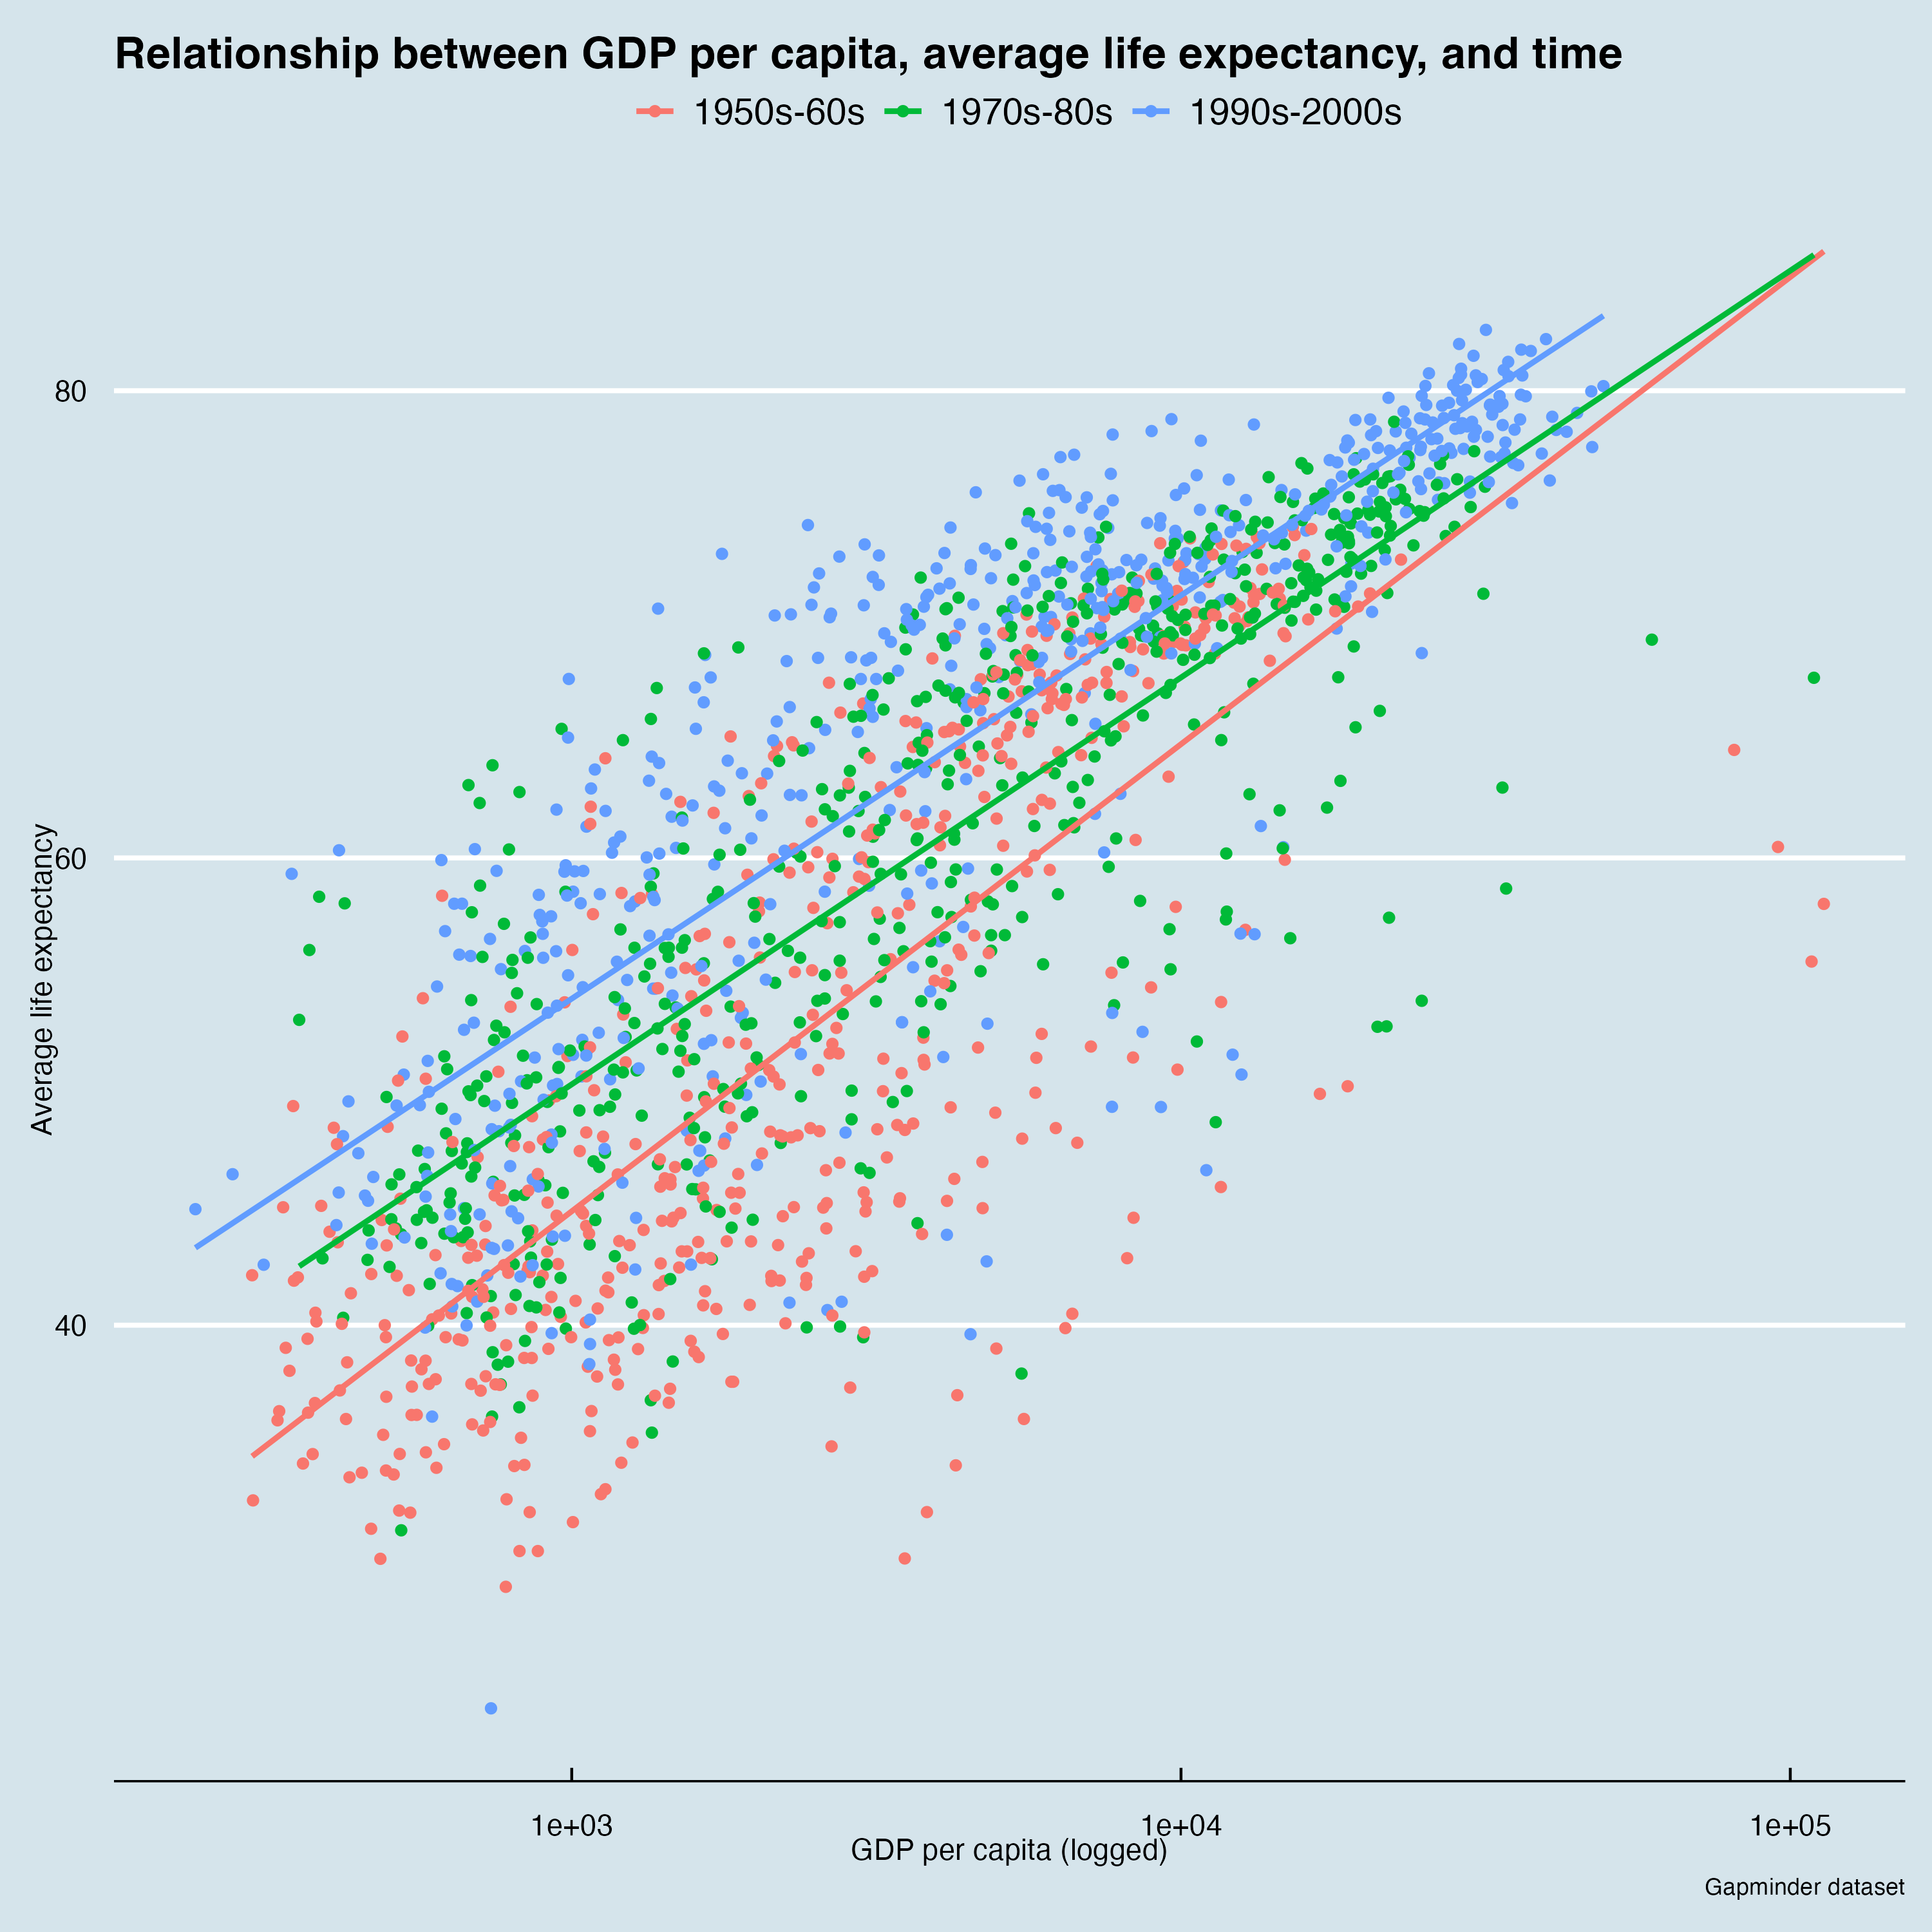 Relationship between GDP per capita, average life expectancy, and time
1950s-60s 1970s-80s 1990s-2000s
80
60
40
Average life expectancy
1e+03 1e+04 1e+05
GDP per capita (logged)
Gapminder dataset